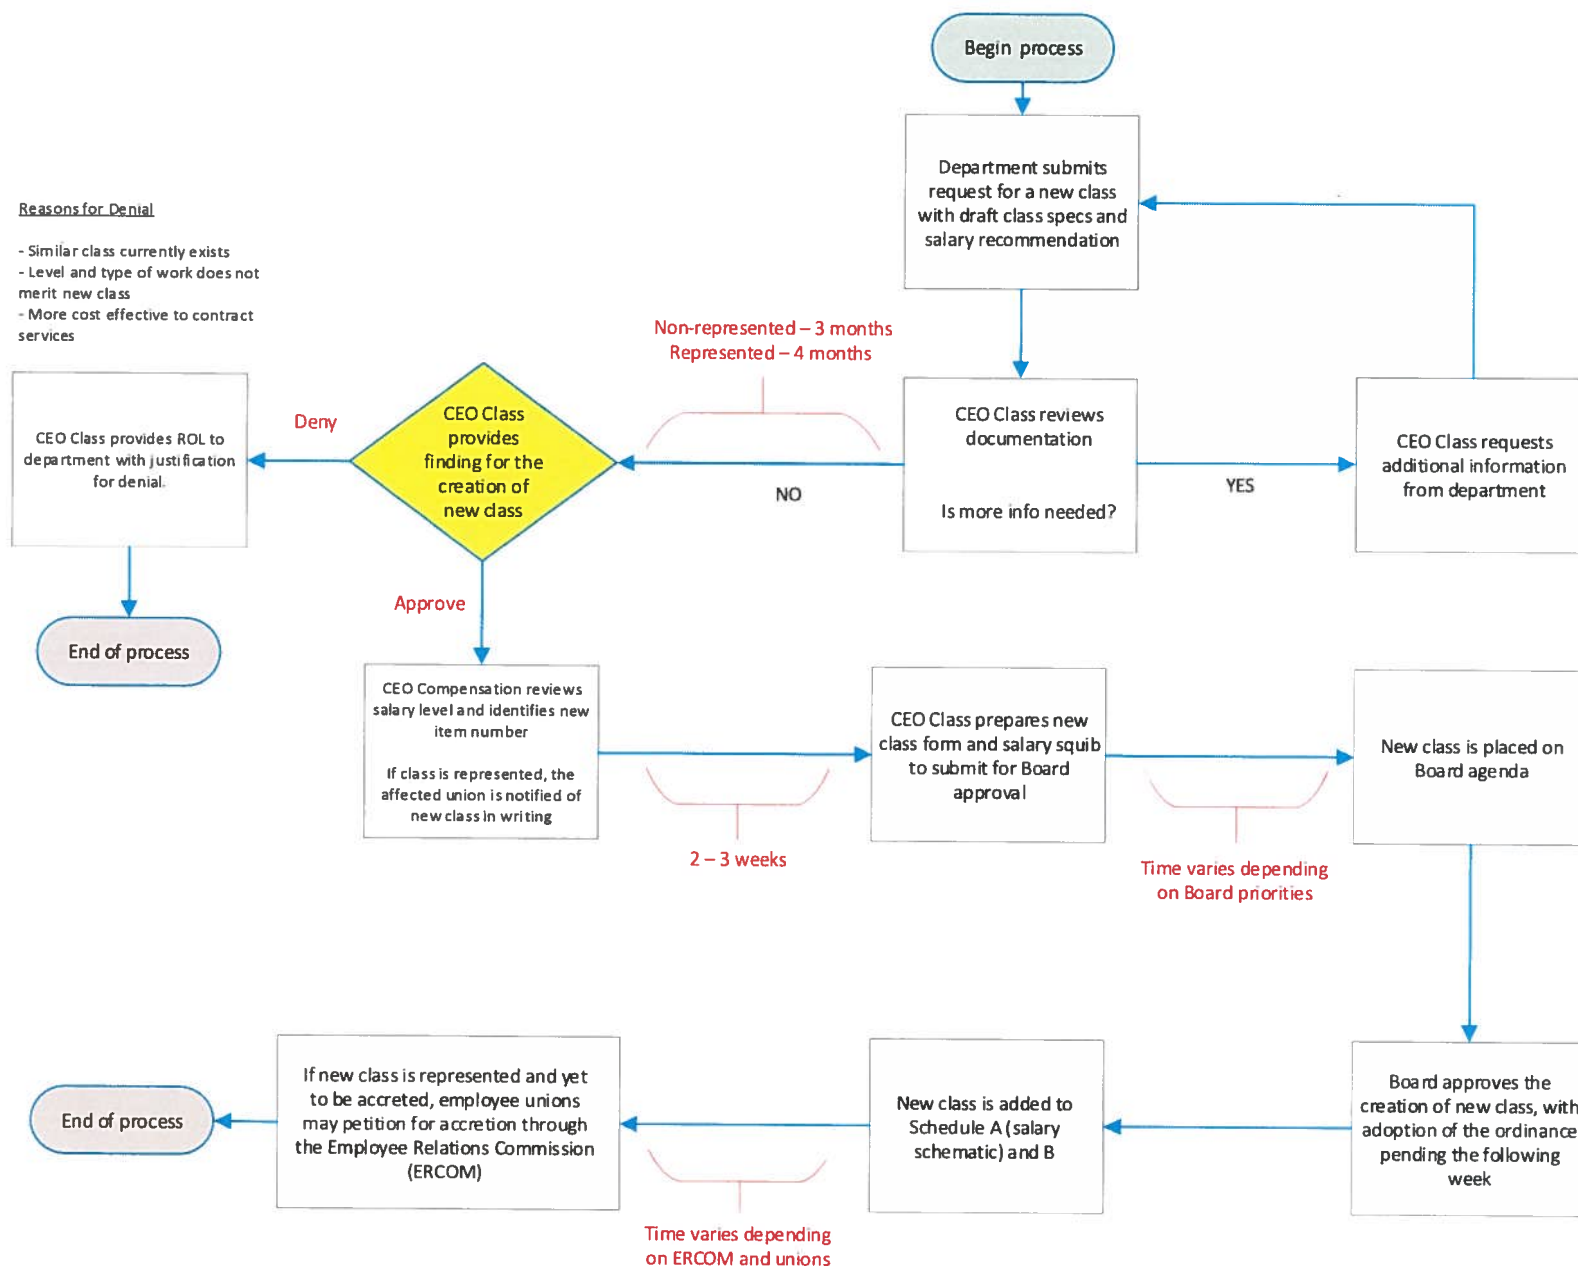 Begin process
Department submits
request for a new class
with draft class specs and
salary recommendation
Reasons for Denial
- Similar class currently exists
- Level and type of work does not
merit new class
- More cost effective to contract
services
Non-represented – 3 months
Represented – 4 months
CEO Class reviews
documentation
Is more info needed?
YES
CEO Class requests
additional information
from department
NO
CEO Class
provides
finding for the
creation of
new class
Deny
CEO Class provides ROL to
department with justification
for denial.
End of process
Approve
CEO Compensation reviews
salary level and identifies new
item number
If class is represented, the
affected union is notified of
new class in writing
2 – 3 weeks
CEO Class prepares new
class form and salary squib
to submit for Board
approval
Time varies depending
on Board priorities
New class is placed on
Board agenda
Board approves the
creation of new class, with
adoption of the ordinance
pending the following
week
New class is added to
Schedule A (salary
schematic) and B
Time varies depending
on ERCOM and unions
If new class is represented and yet
to be accreted, employee unions
may petition for accretion through
the Employee Relations Commission
(ERCOM)
End of process